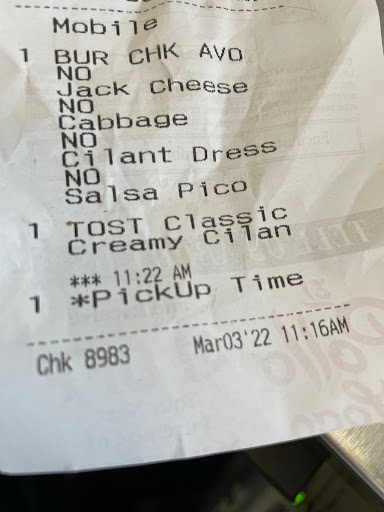 Mobile
1 BUR CHK AVO
NO
Jack Cheese
NO
Cabbage
NO
Cilant Dress
NO
Salsa Pico
1 TOST Classic
Creamy Cilan
*** 11:22 AM
1 *PickUp Time
Chk 8983 Mar03'22 11:16AM